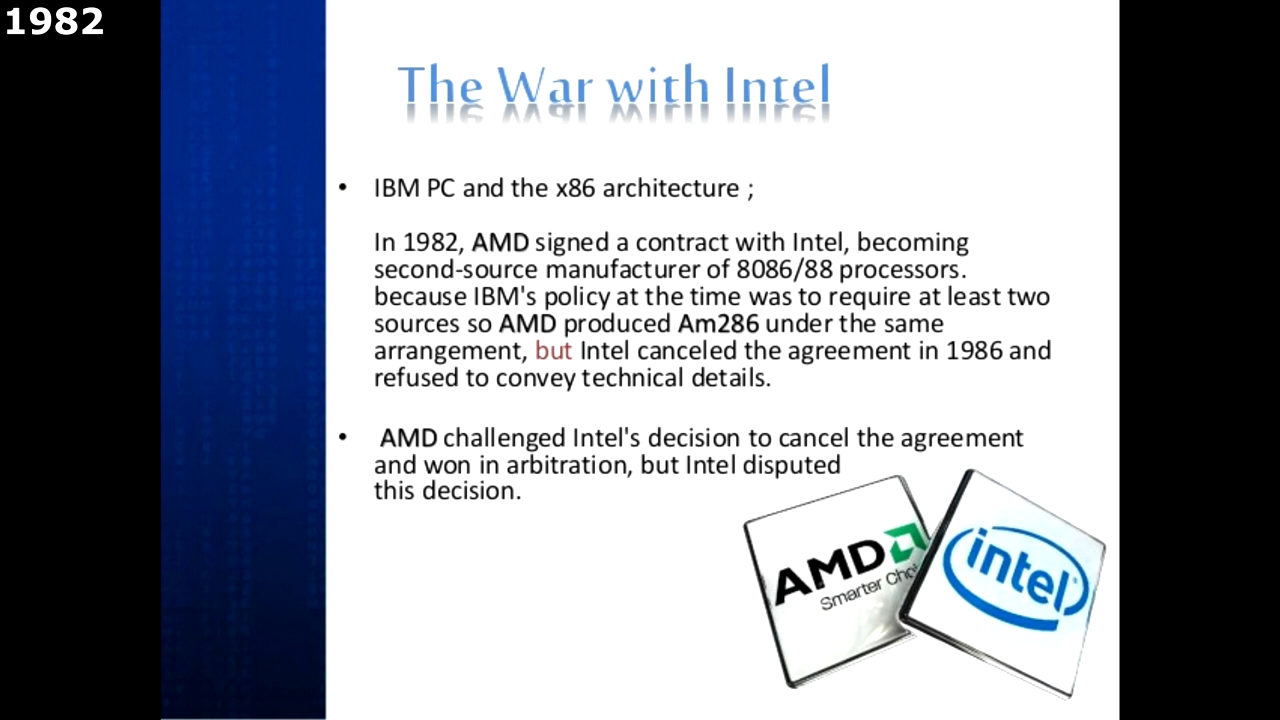 1982
The War with Intel
• IBM PC and the x86 architecture ;
In 1982, AMD signed a contract with Intel, becoming
second-source manufacturer of 8086/88 processors.
because IBM's policy at the time was to require at least two
sources so AMD produced Am286 under the same
arrangement, but Intel canceled the agreement in 1986 and
refused to convey technical details.
• AMD challenged Intel's decision to cancel the agreement
and won in arbitration, but Intel disputed
this decision.
AMD
Smarter Choi
intel